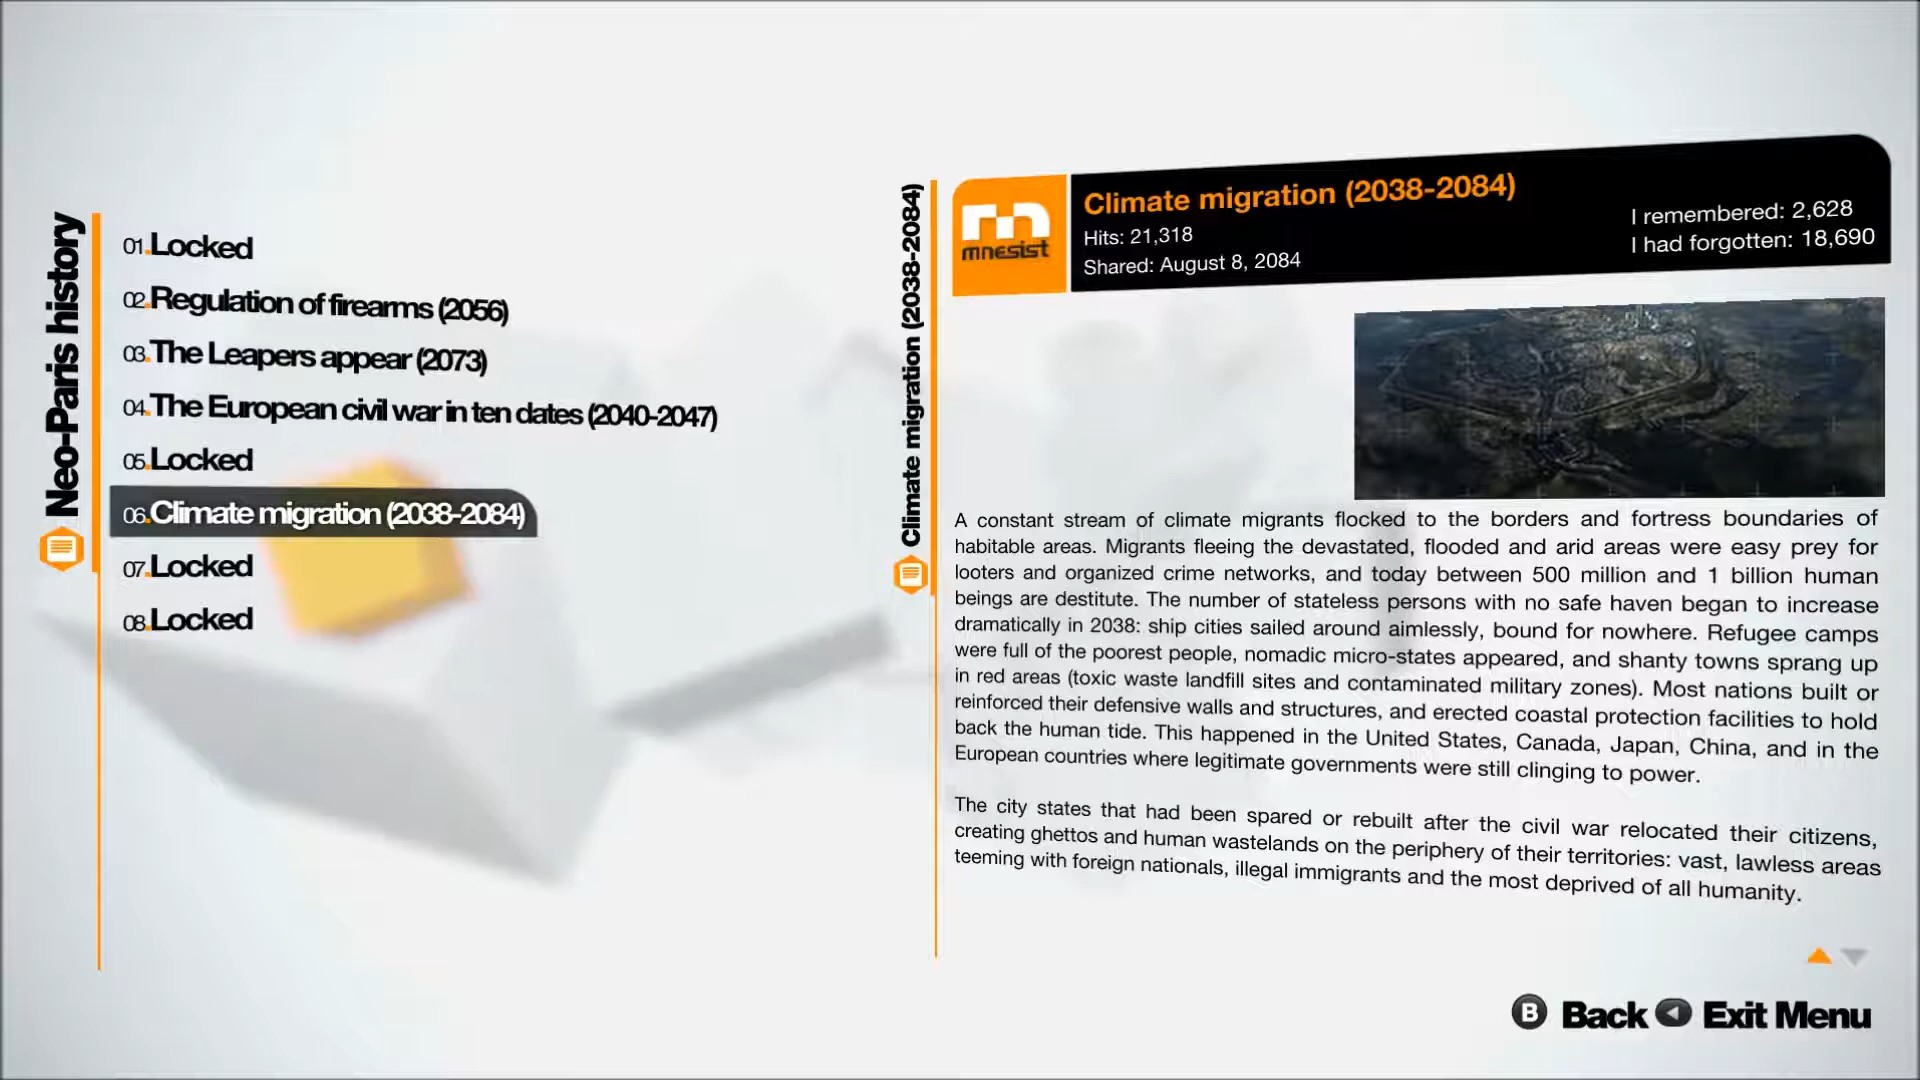 Neo-Paris history
01.Locked
02.Regulation of firearms (2056)
03.The Leapers appear (2073)
04.The European civil war in ten dates (2040-2047)
05.Locked
06.Climate migration (2038-2084)
07.Locked
08.Locked
Climate migration (2038-2084)
mnesist
Climate migration (2038-2084)
Hits: 21,318
Shared: August 8, 2084
I remembered: 2,628
I had forgotten: 18,690
A constant stream of climate migrants flocked to the borders and fortress boundaries of
habitable areas. Migrants fleeing the devastated, flooded and arid areas were easy prey for
looters and organized crime networks, and today between 500 million and 1 billion human
beings are destitute. The number of stateless persons with no safe haven began to increase
dramatically in 2038: ship cities sailed around aimlessly, bound for nowhere. Refugee camps
were full of the poorest people, nomadic micro-states appeared, and shanty towns sprang up
in red areas (toxic waste landfill sites and contaminated military zones). Most nations built or
reinforced their defensive walls and structures, and erected coastal protection facilities to hold
back the human tide. This happened in the United States, Canada, Japan, China, and in the
European countries where legitimate governments were still clinging to power.
The city states that had been spared or rebuilt after the civil war relocated their citizens,
creating ghettos and human wastelands on the periphery of their territories: vast, lawless areas
teeming with foreign nationals, illegal immigrants and the most deprived of all humanity.
B Back Exit Menu